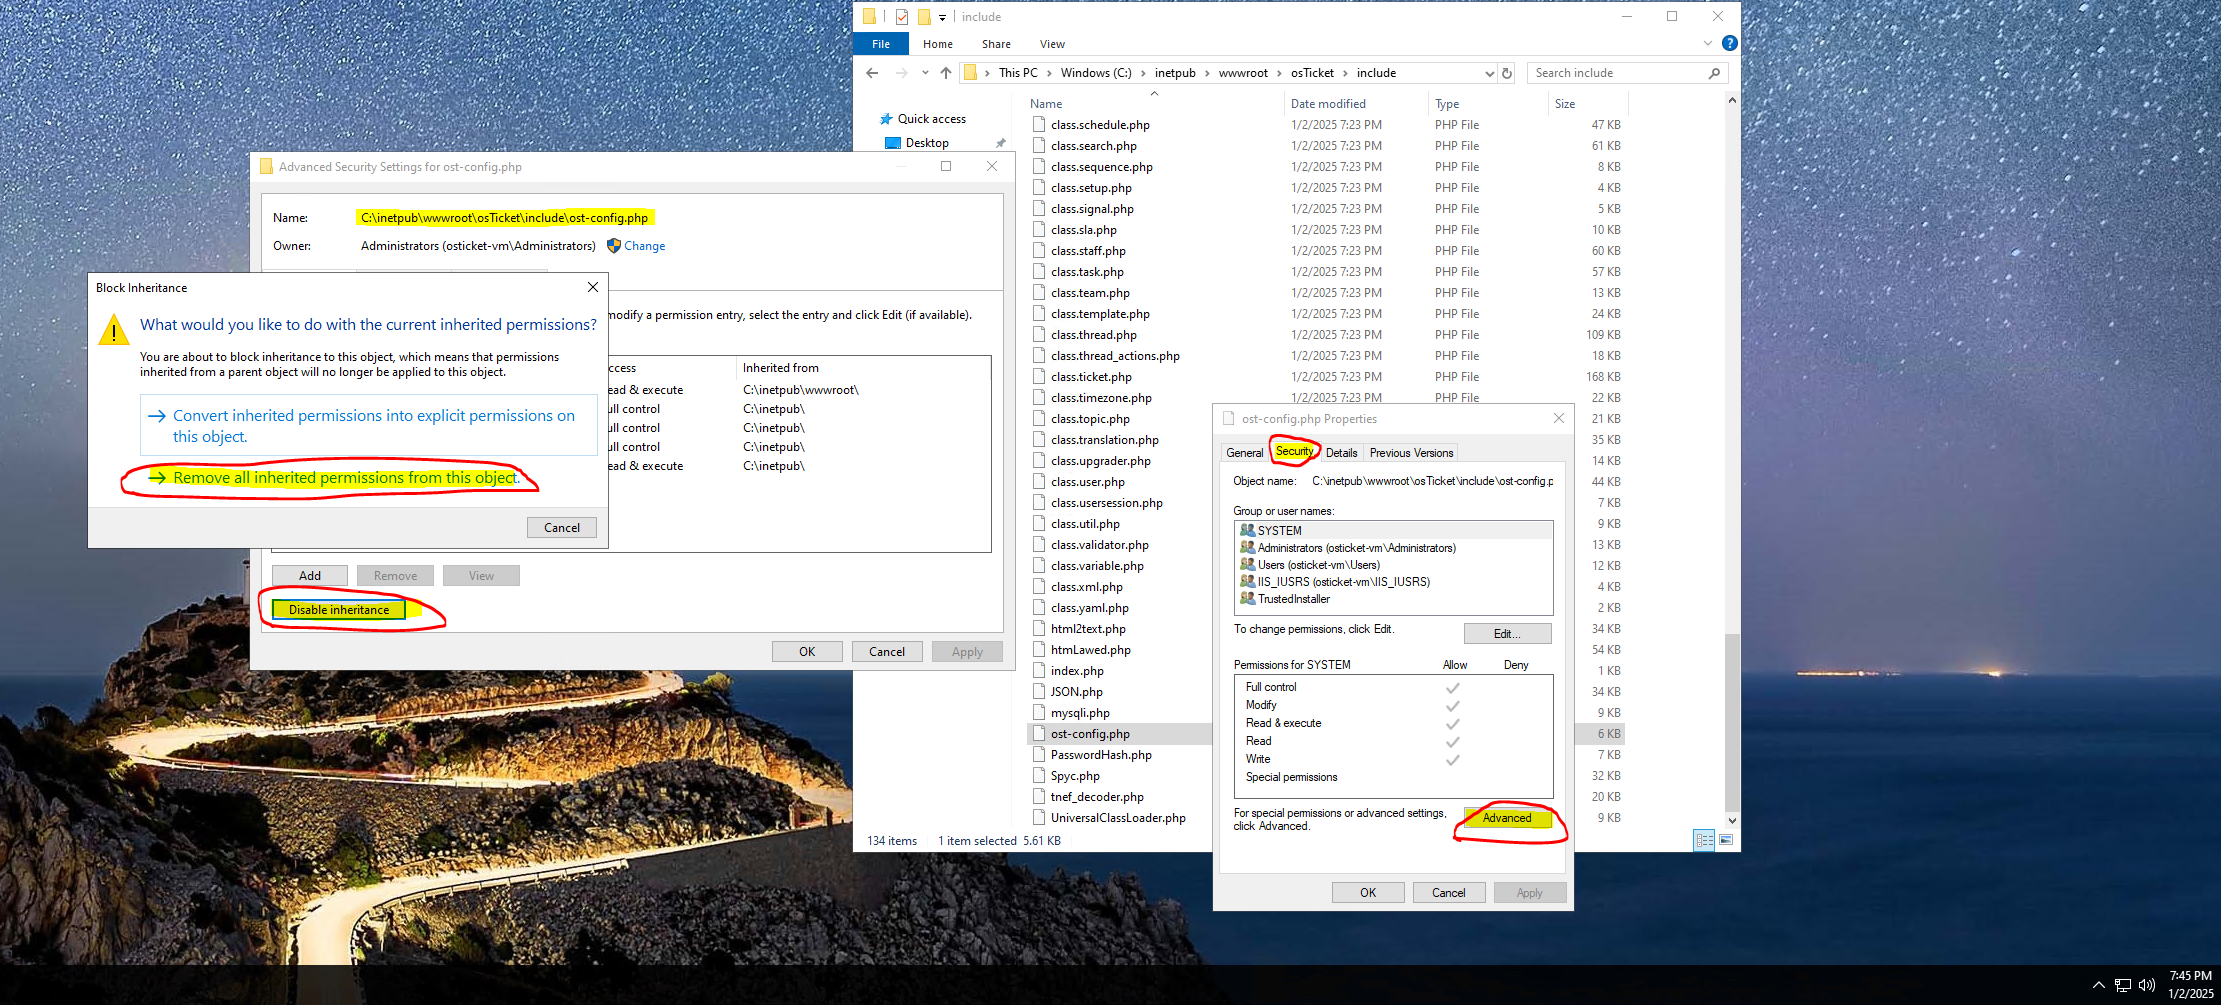 include
File
Home
Share
View
This PC
Windows (C:)
inetpub
wwwroot
osTicket
include
Search include
Quick access
Desktop
Name Date modified Type Size
class.schedule.php 1/2/2025 7:23 PM PHP File 47 KB
class.search.php 1/2/2025 7:23 PM PHP File 61 KB
class.sequence.php 1/2/2025 7:23 PM PHP File 8 KB
class.setup.php 1/2/2025 7:23 PM PHP File 4 KB
class.signal.php 1/2/2025 7:23 PM PHP File 5 KB
class.sla.php 1/2/2025 7:23 PM PHP File 10 KB
class.staff.php 1/2/2025 7:23 PM PHP File 60 KB
class.task.php 1/2/2025 7:23 PM PHP File 57 KB
class.team.php 1/2/2025 7:23 PM PHP File 13 KB
class.template.php 1/2/2025 7:23 PM PHP File 24 KB
class.thread.php 1/2/2025 7:23 PM PHP File 109 KB
class.thread_actions.php 1/2/2025 7:23 PM PHP File 18 KB
class.ticket.php 1/2/2025 7:23 PM PHP File 168 KB
class.timezone.php 1/2/2025 7:23 PM PHP File 22 KB
class.topic.php 21 KB
class.translation.php 35 KB
class.upgrader.php 14 KB
class.user.php 44 KB
class.usersession.php 7 KB
class.util.php 9 KB
class.validator.php 13 KB
class.variable.php 12 KB
class.xml.php 4 KB
class.yaml.php 2 KB
html2text.php 34 KB
htmLawed.php 54 KB
index.php 1 KB
JSON.php 34 KB
mysqli.php 9 KB
ost-config.php 6 KB
PasswordHash.php 7 KB
Spyc.php 32 KB
tnef_decoder.php 20 KB
UniversalClassLoader.php 9 KB
134 items 1 item selected 5.61 KB
Advanced Security Settings for ost-config.php
Name: C:\inetpub\wwwroot\osTicket\include\ost-config.php
Owner: Administrators (osticket-vm\Administrators) Change
modify a permission entry, select the entry and click Edit (if available).
ccess Inherited from
ead & execute C:\inetpub\wwwroot\
ull control C:\inetpub\
ull control C:\inetpub\
ull control C:\inetpub\
ead & execute C:\inetpub\
Add
Remove
View
Disable inheritance
OK
Cancel
Apply
Block Inheritance
What would you like to do with the current inherited permissions?
You are about to block inheritance to this object, which means that permissions
inherited from a parent object will no longer be applied to this object.
Convert inherited permissions into explicit permissions on
this object.
Remove all inherited permissions from this object.
Cancel
ost-config.php Properties
General
Security
Details
Previous Versions
Object name: C:\inetpub\wwwroot\osTicket\include\ost-config.p
Group or user names:
SYSTEM
Administrators (osticket-vm\Administrators)
Users (osticket-vm\Users)
IIS_IUSRS (osticket-vm\IIS_IUSRS)
TrustedInstaller
To change permissions, click Edit.
Edit...
Permissions for SYSTEM Allow Deny
Full control
Modify
Read & execute
Read
Write
Special permissions
For special permissions or advanced settings,
click Advanced.
Advanced
OK
Cancel
Apply
7:45 PM
1/2/2025